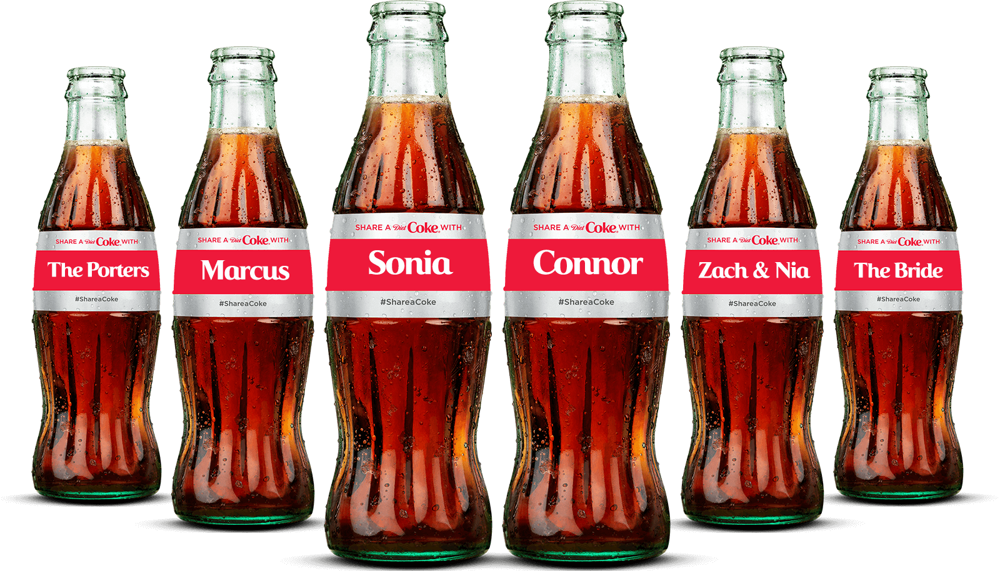 SHARE A Diet Coke® WITH
The Porters
#ShareaCoke
SHARE A Diet Coke® WITH
Marcus
#ShareaCoke
SHARE A Diet Coke® WITH
Sonia
#ShareaCoke
SHARE A Diet Coke® WITH
Connor
#ShareaCoke
SHARE A Diet Coke® WITH
Zach & Nia
#ShareaCoke
SHARE A Diet Coke® WITH
The Bride
#ShareaCoke